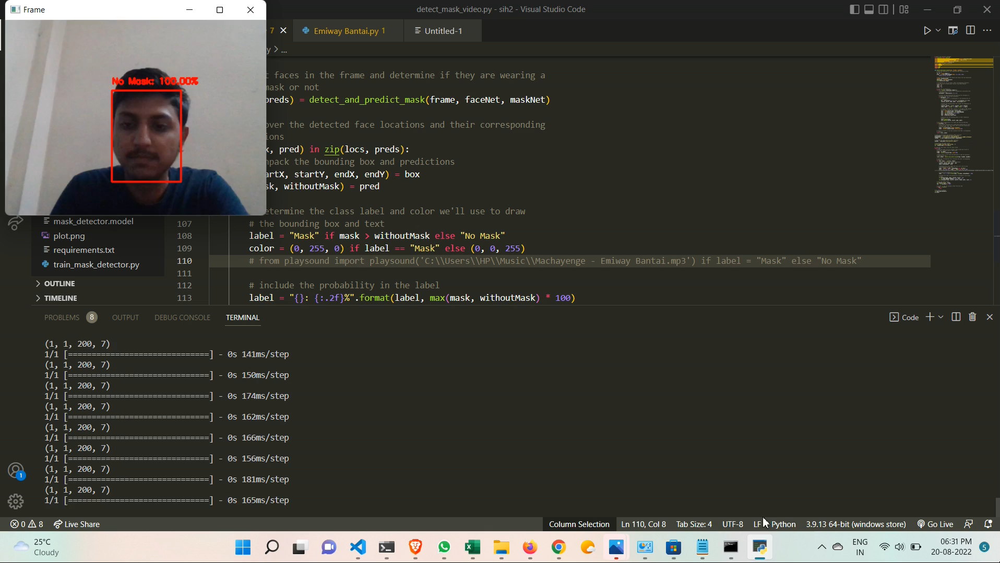 Frame
detect_mask_video.py - sih2 - Visual Studio Code
7
Emiway Bantai.py 1
Untitled-1
y > ...
No Mask: 100.00%
t faces in the frame and determine if they are wearing a
mask or not
preds) = detect_and_predict_mask(frame, faceNet, maskNet)
over the detected face locations and their corresponding
ions
x, pred) in zip(locs, preds):
npack the bounding box and predictions
artX, startY, endX, endY) = box
sk, withoutMask) = pred
etermine the class label and color we'll use to draw
mask_detector.model
plot.png
requirements.txt
train_mask_detector.py
OUTLINE
TIMELINE
107 # the bounding box and text
108 label = "Mask" if mask > withoutMask else "No Mask"
109 color = (0, 255, 0) if label == "Mask" else (0, 0, 255)
110 # from playsound import playsound('C:\\Users\\HP\\Music\\Machayenge - Emiway Bantai.mp3') if label = "Mask" else "No Mask"
111
112 # include the probability in the label
113 label = "{}: {:.2f}%".format(label, max(mask, withoutMask) * 100)
PROBLEMS 8 OUTPUT DEBUG CONSOLE TERMINAL
Code
(1, 1, 200, 7)
1/1 [==============================] - 0s 141ms/step
(1, 1, 200, 7)
1/1 [==============================] - 0s 150ms/step
(1, 1, 200, 7)
1/1 [==============================] - 0s 174ms/step
(1, 1, 200, 7)
1/1 [==============================] - 0s 162ms/step
(1, 1, 200, 7)
1/1 [==============================] - 0s 166ms/step
(1, 1, 200, 7)
1/1 [==============================] - 0s 156ms/step
(1, 1, 200, 7)
1/1 [==============================] - 0s 181ms/step
(1, 1, 200, 7)
1/1 [==============================] - 0s 165ms/step
1
0 8 Live Share
Column Selection Ln 110, Col 8 Tab Size: 4 UTF-8 LF Python 3.9.13 64-bit (windows store) Go Live
25°C
Cloudy
ENG
IN
06:31 PM
20-08-2022
5